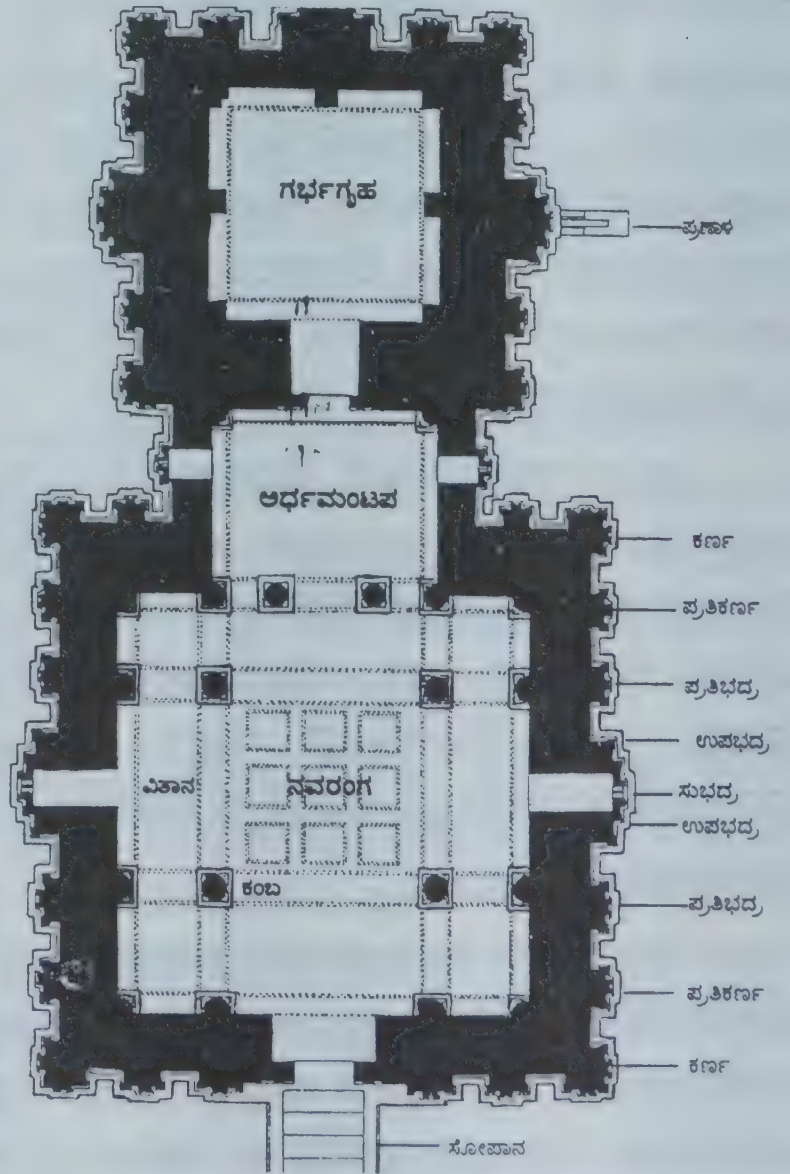 ಗರ್ಭಗೃಹ
ಪ್ರಣಾಳ
ಅರ್ಧಮಂಟಪ
ಕರ್ಣ
ಪ್ರತಿಕರ್ಣ
ಪ್ರತಿಭದ್ರ
ಉಪಭದ್ರ
ವಿತಾನ
ನವರಂಗ
ಸುಭದ್ರ
ಉಪಭದ್ರ
ಕಂಬ
ಪ್ರತಿಭದ್ರ
ಪ್ರತಿಕರ್ಣ
ಕರ್ಣ
ಸೋಪಾನ